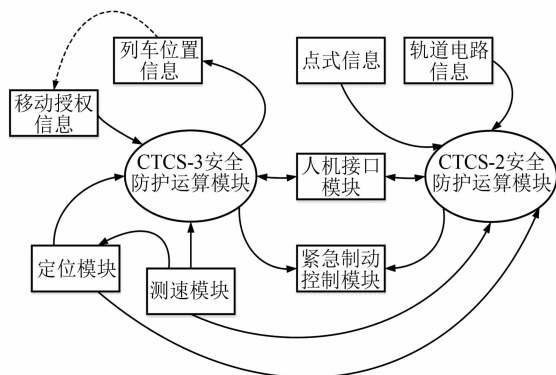 列车位置
信息
点式信息
轨道电路
信息
移动授权
信息
CTCS-3安全
防护运算模块
人机接口
模块
CTCS-2安全
防护运算模块
定位模块
测速模块
紧急制动
控制模块